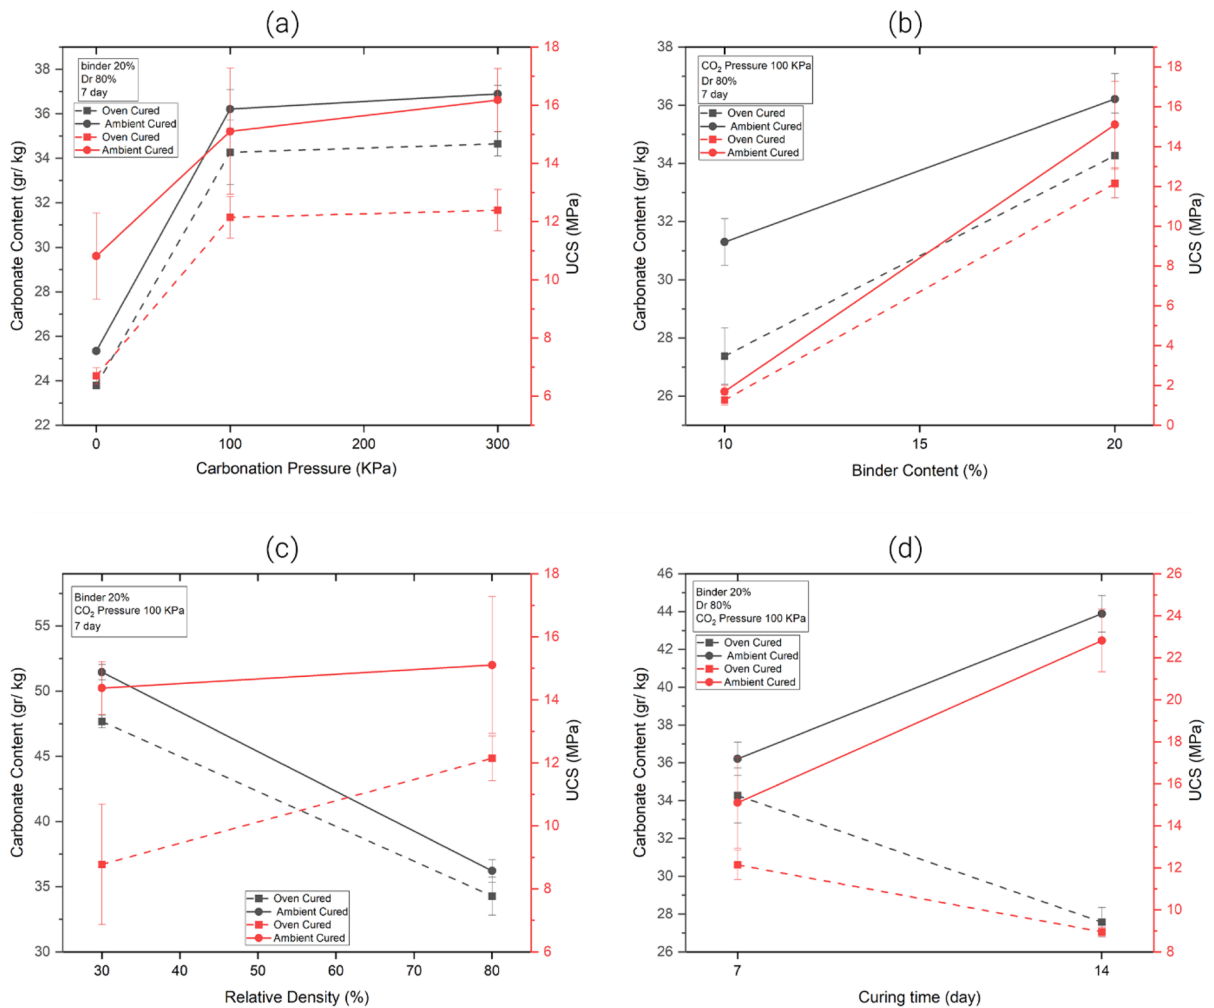 (a)
binder 20%
Dr 80%
7 day
Oven Cured
Ambient Cured
Oven Cured
Ambient Cured
Carbonate Content (gr/ kg)
38
36
34
32
30
28
26
24
22
UCS (MPa)
18
16
14
12
10
8
6
0
100
200
300
Carbonation Pressure (KPa)
(b)
CO₂ Pressure 100 KPa
Dr 80%
7 day
Oven Cured
Ambient Cured
Oven Cured
Ambient Cured
Carbonate Content (gr/ kg)
38
36
34
32
30
28
26
UCS (MPa)
18
16
14
12
10
8
6
4
2
0
10
15
20
Binder Content (%)
(c)
Binder 20%
CO₂ Pressure 100 KPa
7 day
Oven Cured
Ambient Cured
Oven Cured
Ambient Cured
Carbonate Content (gr/ kg)
55
50
45
40
35
30
UCS (MPa)
18
16
14
12
10
8
6
30
40
50
60
70
80
Relative Density (%)
(d)
Binder 20%
Dr 80%
CO₂ Pressure 100 KPa
Oven Cured
Ambient Cured
Oven Cured
Ambient Cured
Carbonate Content (gr/ kg)
46
44
42
40
38
36
34
32
30
28
26
UCS (MPa)
26
24
22
20
18
16
14
12
10
8
7
14
Curing time (day)